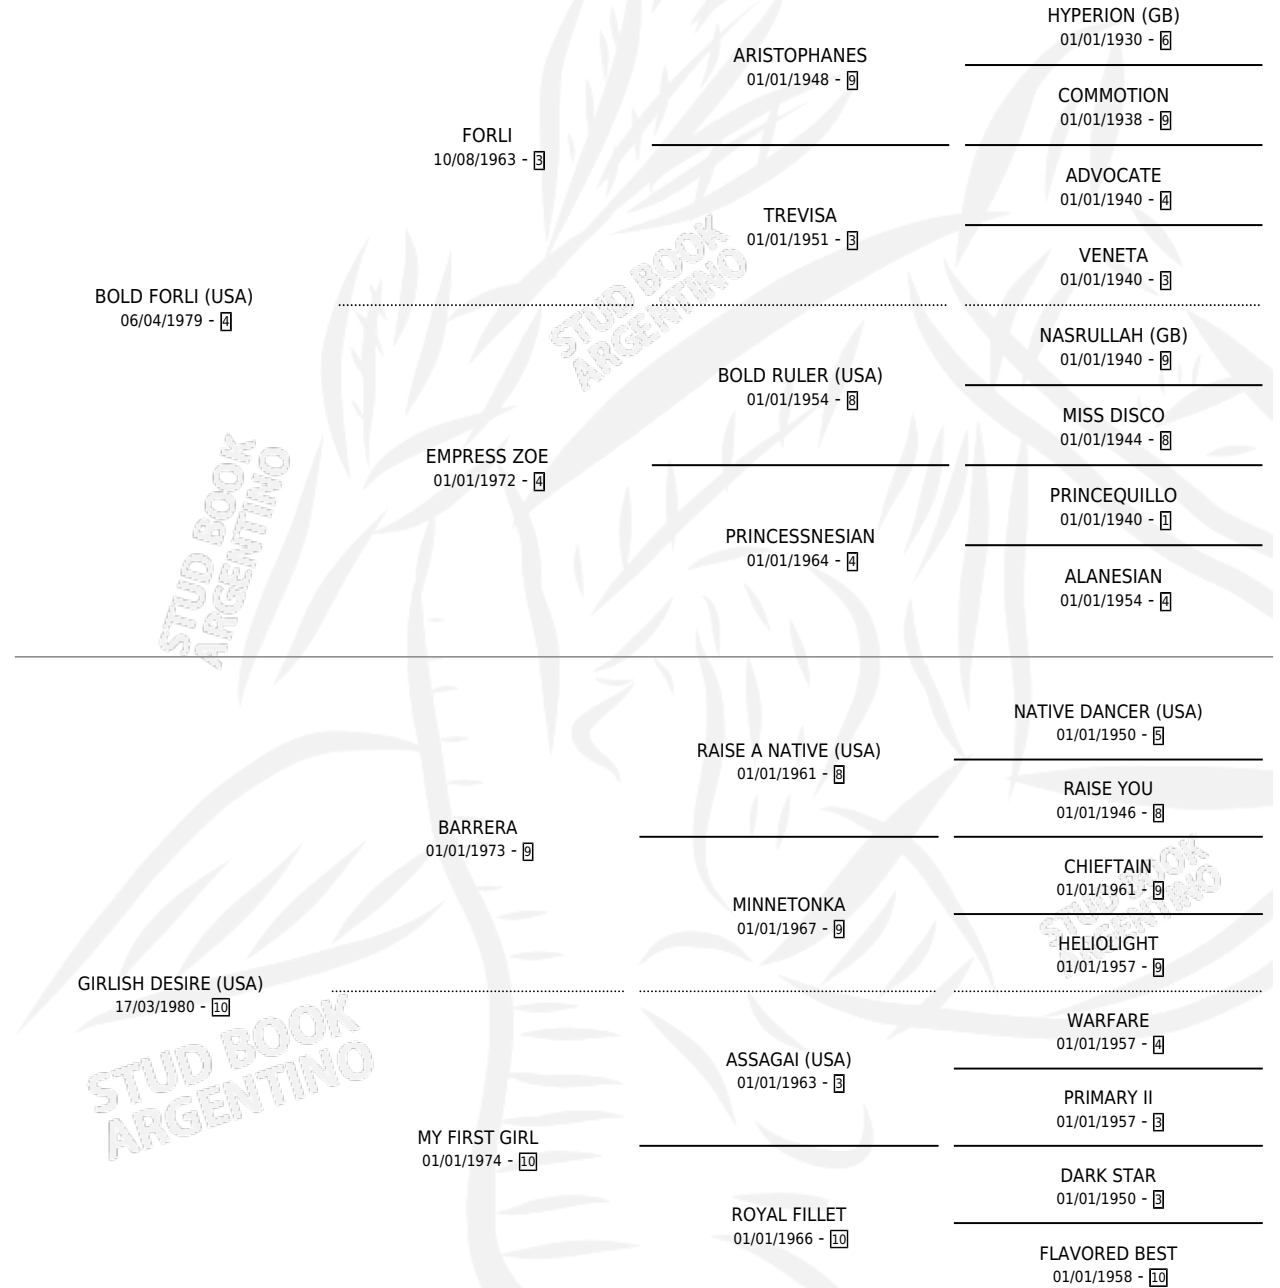 HYPERION (GB)
01/01/1930 - 6
ARISTOPHANES
01/01/1948 - 9
COMMOTION
01/01/1938 - 9
FORLI
10/08/1963 - 3
ADVOCATE
01/01/1940 - 4
TREVISA
01/01/1951 - 3
VENETA
01/01/1940 - 3
BOLD FORLI (USA)
06/04/1979 - 4
NASRULLAH (GB)
01/01/1940 - 9
BOLD RULER (USA)
01/01/1954 - 8
MISS DISCO
01/01/1944 - 8
EMPRESS ZOE
01/01/1972 - 4
PRINCEQUILLO
01/01/1940 - 1
PRINCESSNESIAN
01/01/1964 - 4
ALANESIAN
01/01/1954 - 4
NATIVE DANCER (USA)
01/01/1950 - 5
RAISE A NATIVE (USA)
01/01/1961 - 8
RAISE YOU
01/01/1946 - 8
BARRERA
01/01/1973 - 9
CHIEFTAIN
01/01/1961 - 9
MINNETONKA
01/01/1967 - 9
HELIOLIGHT
01/01/1957 - 9
GIRLISH DESIRE (USA)
17/03/1980 - 10
WARFARE
01/01/1957 - 4
ASSAGAI (USA)
01/01/1963 - 3
PRIMARY II
01/01/1957 - 3
MY FIRST GIRL
01/01/1974 - 10
DARK STAR
01/01/1950 - 3
ROYAL FILLET
01/01/1966 - 10
FLAVORED BEST
01/01/1958 - 10
STUD BOOK
ARGENTINO
STUD BOOK
ARGENTINO
STUD BOOK
ARGENTINO
STUD BOOK
ARGENTINO